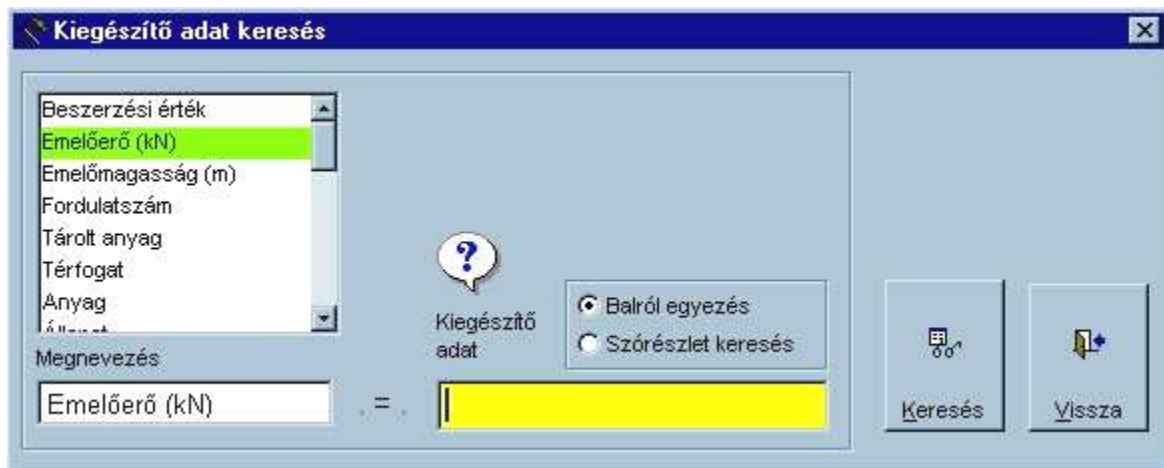 Kiegészítő adat keresés
Beszerzési érték
Emelőerő (kN)
Emelőmagasság (m)
Fordulatszám
Tárolt anyag
Térfogat
Anyag
Megnevezés
Emelőerő (kN)
. = .
?
Kiegészítő
adat
Balról egyezés
Szórészlet keresés
Keresés
Vissza